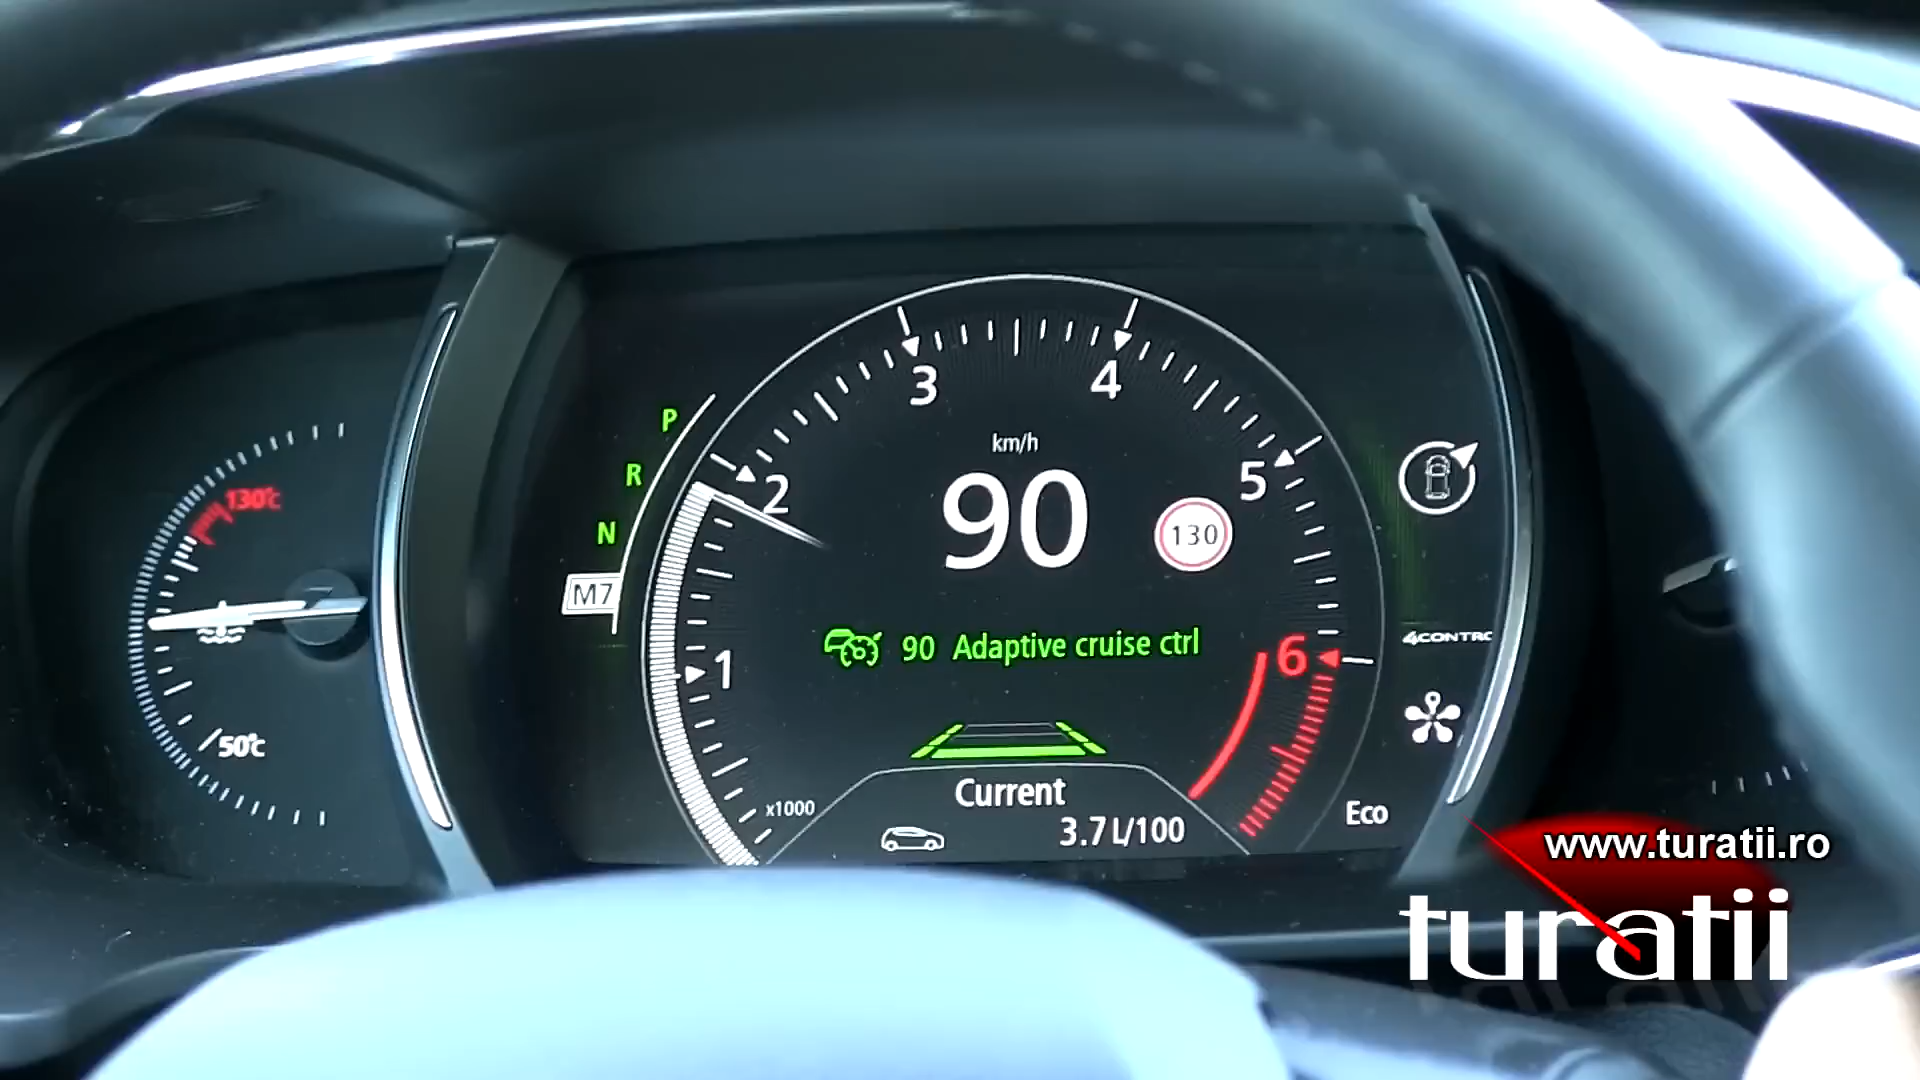 3
4
P
km/h
130°c
R
2
90
5
N
130
M7
90 Adaptive cruise ctrl
4CONTRO
6
1
50°c
Current
x1000
3.7 L/100
Eco
www.turatii.ro
turatii